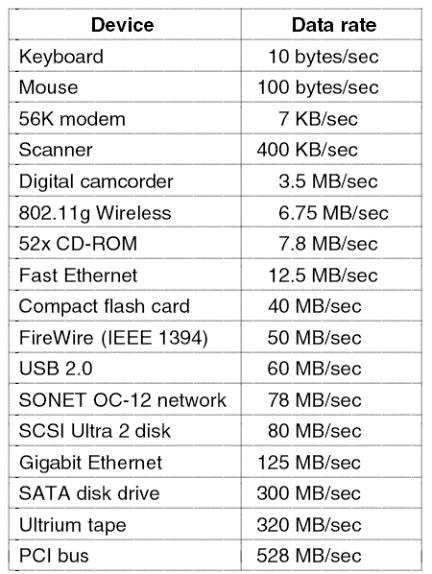 Device Data rate
Keyboard 10 bytes/sec
Mouse 100 bytes/sec
56K modem 7 KB/sec
Scanner 400 KB/sec
Digital camcorder 3.5 MB/sec
802.11g Wireless 6.75 MB/sec
52x CD-ROM 7.8 MB/sec
Fast Ethernet 12.5 MB/sec
Compact flash card 40 MB/sec
FireWire (IEEE 1394) 50 MB/sec
USB 2.0 60 MB/sec
SONET OC-12 network 78 MB/sec
SCSI Ultra 2 disk 80 MB/sec
Gigabit Ethernet 125 MB/sec
SATA disk drive 300 MB/sec
Ultrium tape 320 MB/sec
PCI bus 528 MB/sec